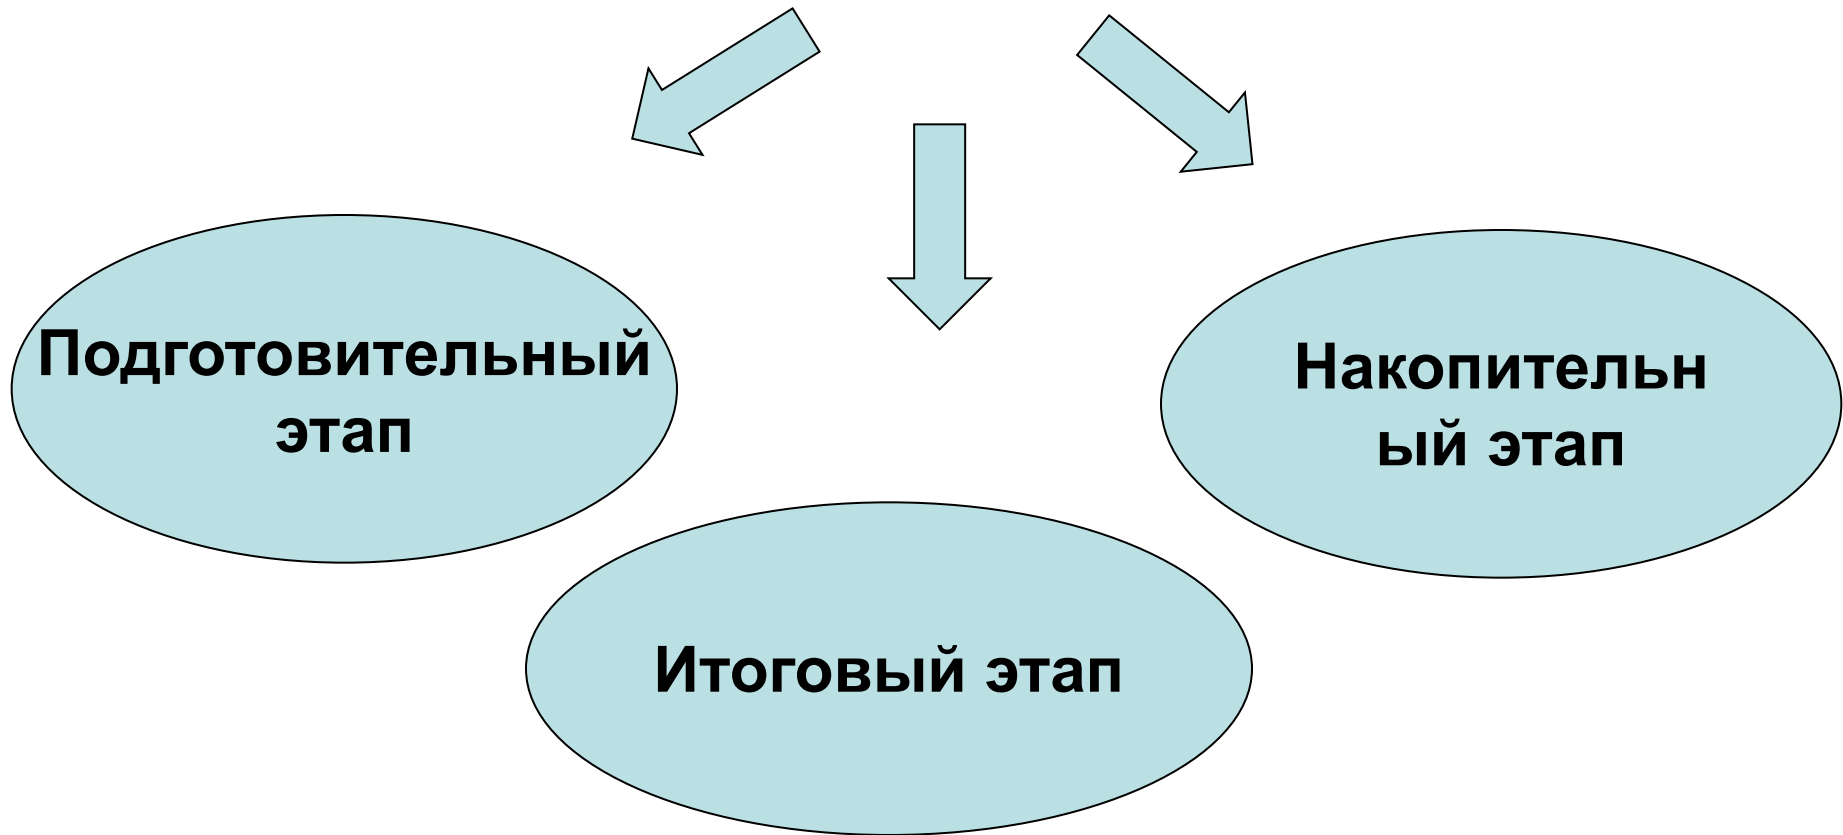 Подготовительный
этап
Накопительн
ый этап
Итоговый этап